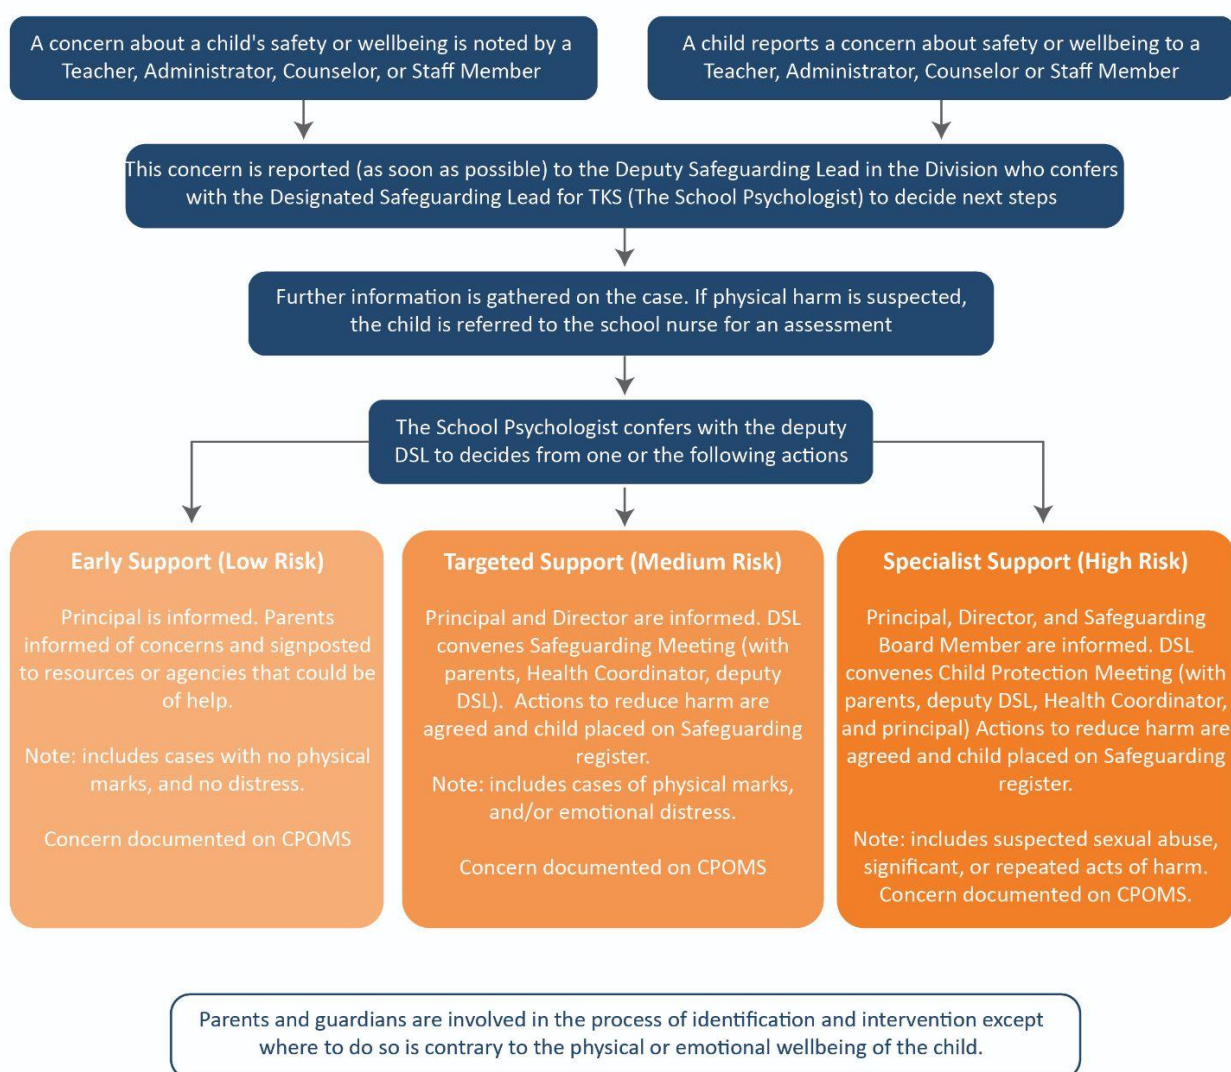 A concern about a child's safety or wellbeing is noted by a
Teacher, Administrator, Counselor, or Staff Member
A child reports a concern about safety or wellbeing to a
Teacher, Administrator, Counselor or Staff Member
This concern is reported (as soon as possible) to the Deputy Safeguarding Lead in the Division who confers
with the Designated Safeguarding Lead for TKS (The School Psychologist) to decide next steps
Further information is gathered on the case. If physical harm is suspected,
the child is referred to the school nurse for an assessment
The School Psychologist confers with the deputy
DSL to decides from one or the following actions
Early Support (Low Risk)
Principal is informed. Parents
informed of concerns and signposted
to resources or agencies that could be
of help.
Note: includes cases with no physical
marks, and no distress.
Concern documented on CPOMS
Targeted Support (Medium Risk)
Principal and Director are informed. DSL
convenes Safeguarding Meeting (with
parents, Health Coordinator, deputy
DSL). Actions to reduce harm are
agreed and child placed on Safeguarding
register.
Note: includes cases of physical marks,
and/or emotional distress.
Concern documented on CPOMS
Specialist Support (High Risk)
Principal, Director, and Safeguarding
Board Member are informed. DSL
convenes Child Protection Meeting (with
parents, deputy DSL, Health Coordinator,
and principal) Actions to reduce harm are
agreed and child placed on Safeguarding
register.
Note: includes suspected sexual abuse,
significant, or repeated acts of harm.
Concern documented on CPOMS.
Parents and guardians are involved in the process of identification and intervention except
where to do so is contrary to the physical or emotional wellbeing of the child.